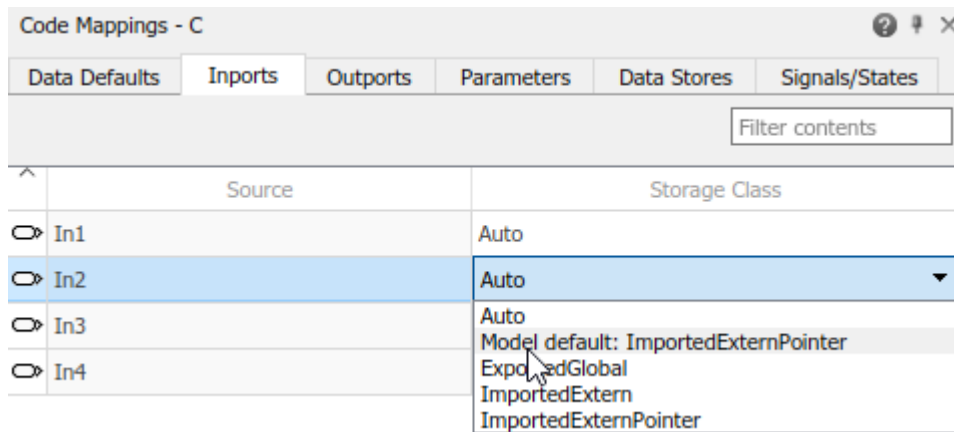 Code Mappings - C
Data Defaults Inports Outports Parameters Data Stores Signals/States
Filter contents
Source Storage Class
In1 Auto
In2 Auto
In3 Auto
Model default: ImportedExternPointer
In4 ExportedGlobal
ImportedExtern
ImportedExternPointer